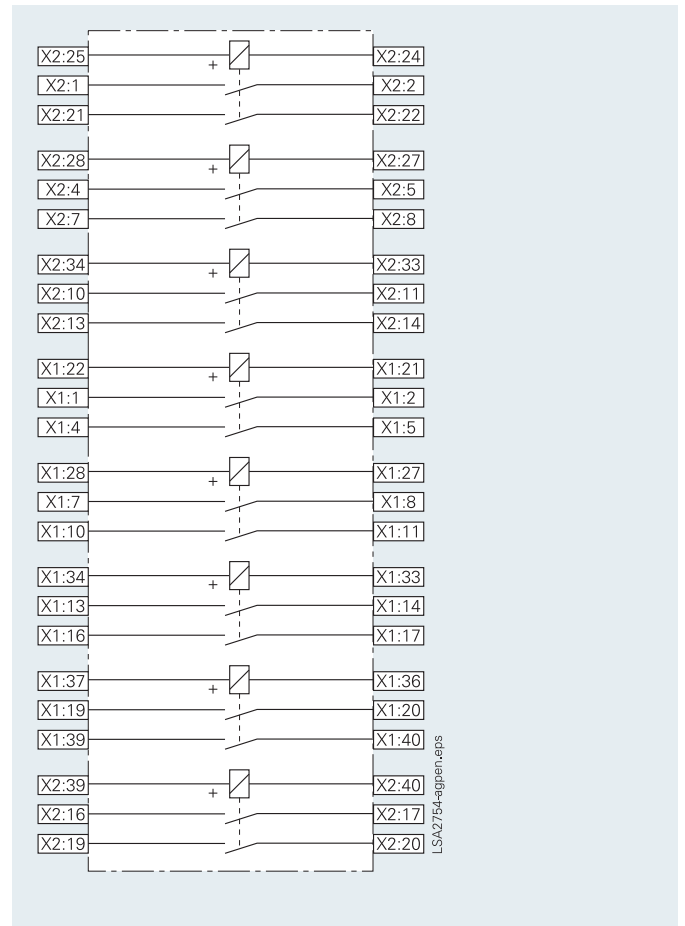 X2:25 + X2:24
X2:1 X2:2
X2:21 X2:22
X2:28 + X2:27
X2:4 X2:5
X2:7 X2:8
X2:34 + X2:33
X2:10 X2:11
X2:13 X2:14
X1:22 + X1:21
X1:1 X1:2
X1:4 X1:5
X1:28 + X1:27
X1:7 X1:8
X1:10 X1:11
X1:34 + X1:33
X1:13 X1:14
X1:16 X1:17
X1:37 + X1:36
X1:19 X1:20
X1:39 X1:40
X2:39 + X2:40
X2:16 X2:17
X2:19 X2:20
LSA2754-agpen.eps